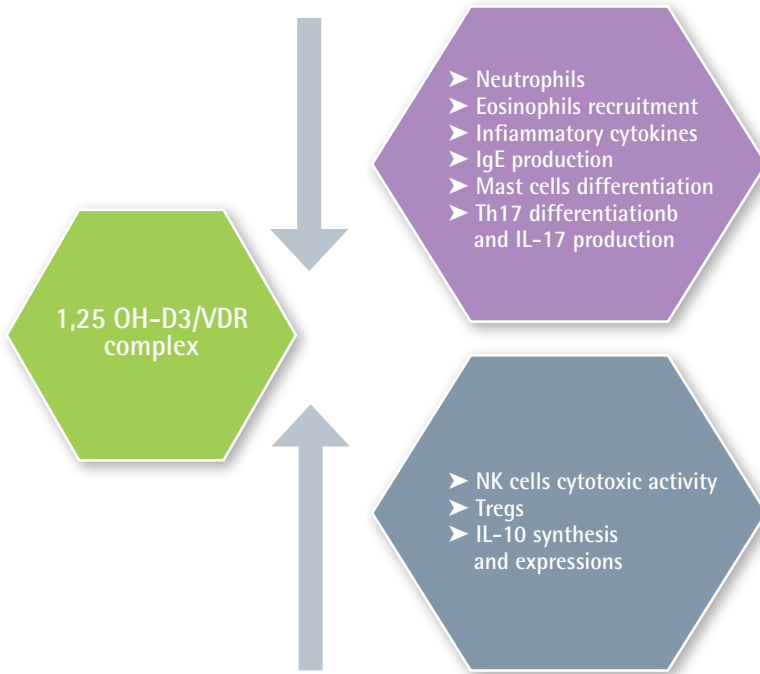 ➤ Neutrophils
➤ Eosinophils recruitment
➤ Infiammatory cytokines
➤ IgE production
➤ Mast cells differentiation
➤ Th17 differentiationb
and IL-17 production
1,25 OH-D3/VDR
complex
➤ NK cells cytotoxic activity
➤ Tregs
➤ IL-10 synthesis
and expressions